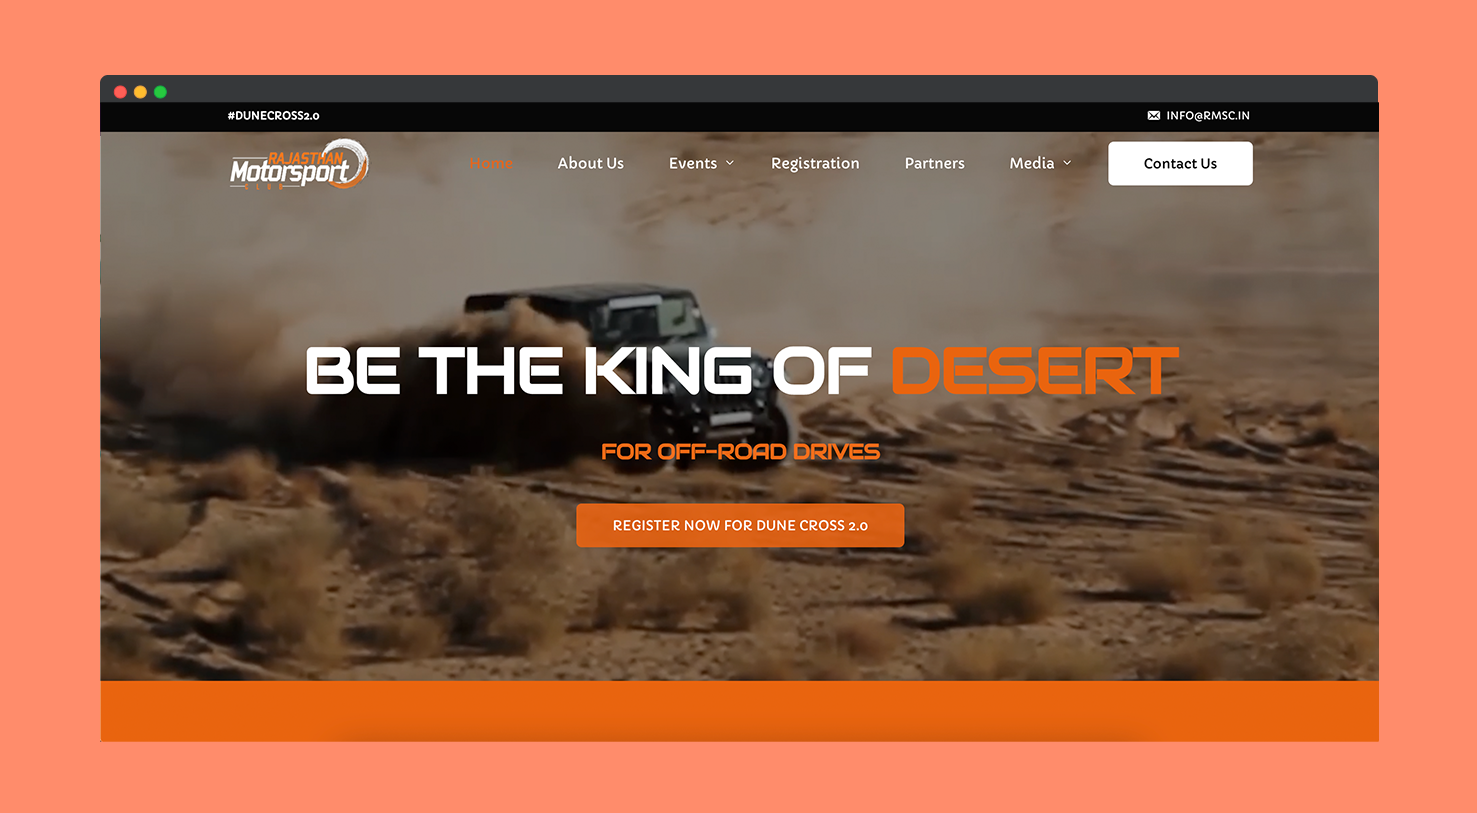 #DUNECROSS2.0
INFO@RMSC.IN
RAJASTHAN
Motorsport
CLUB
Home
About Us
Events
Registration
Partners
Media
Contact Us
BE THE KING OF DESERT
FOR OFF-ROAD DRIVES
REGISTER NOW FOR DUNE CROSS 2.0